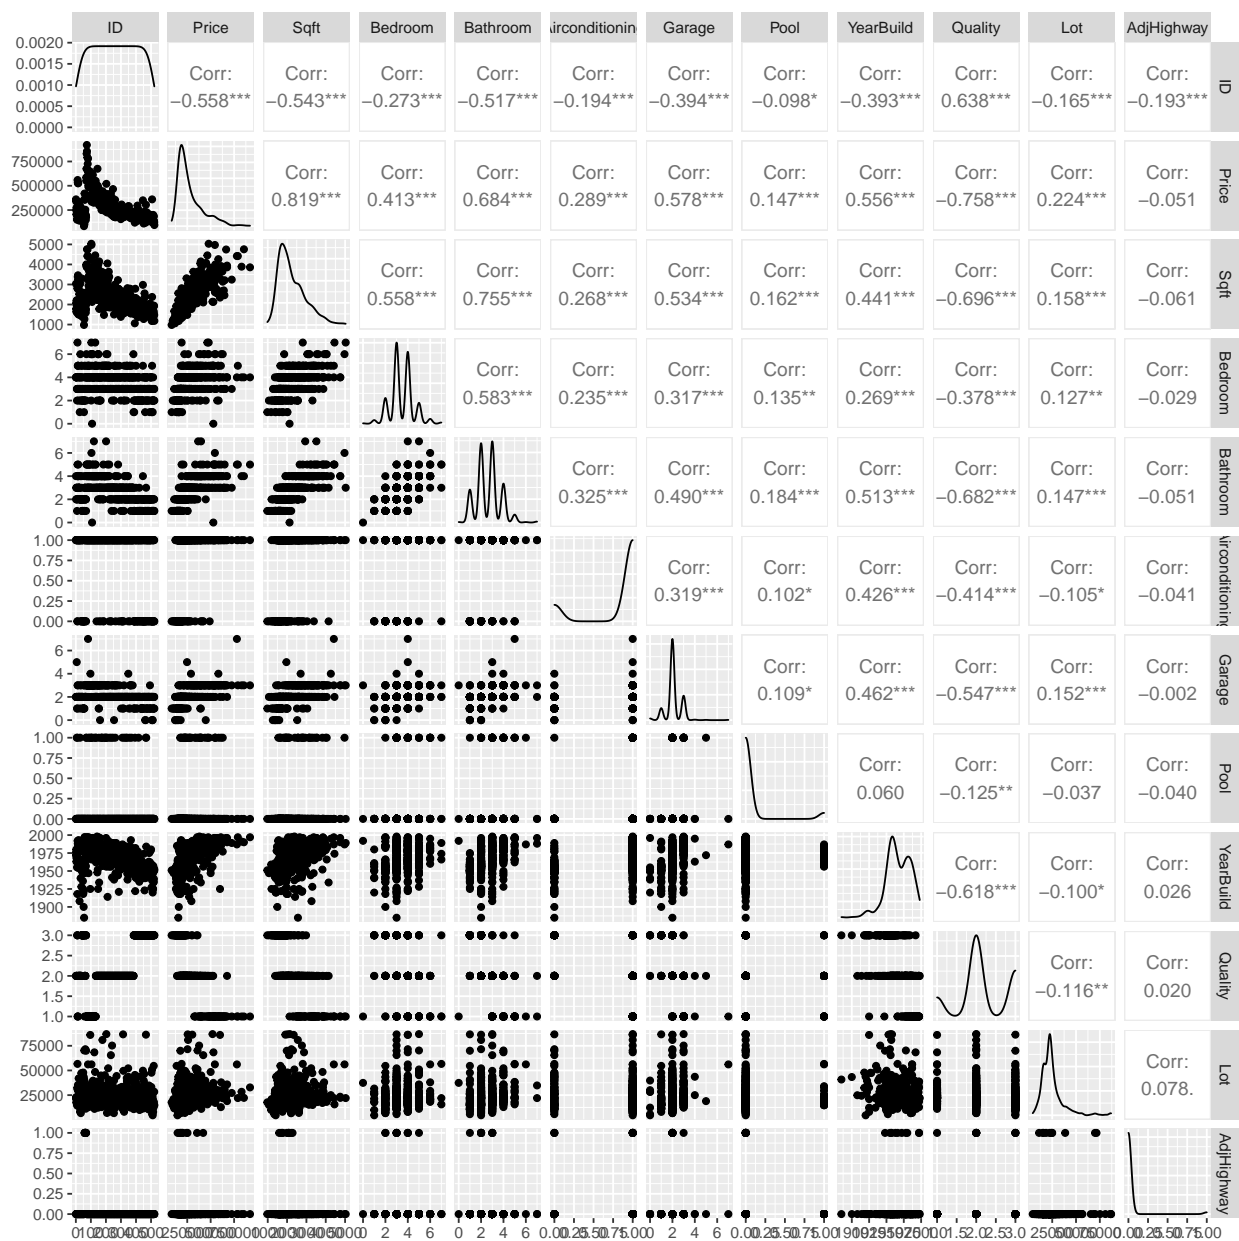 ID Price Sqft Bedroom Bathroom Airconditioning Garage Pool YearBuild Quality Lot AdjHighway
0.0020
0.0015
0.0010
0.0005
0.0000
Corr: Corr: Corr: Corr: Corr: Corr: Corr: Corr: Corr: Corr: Corr:
−0.558*** −0.543*** −0.273*** −0.517*** −0.194*** −0.394*** −0.098* −0.393*** 0.638*** −0.165*** −0.193***
ID
750000
500000
250000
Corr: Corr: Corr: Corr: Corr: Corr: Corr: Corr: Corr: Corr:
0.819*** 0.413*** 0.684*** 0.289*** 0.578*** 0.147*** 0.556*** −0.758*** 0.224*** −0.051
Price
5000
4000
3000
2000
1000
Corr: Corr: Corr: Corr: Corr: Corr: Corr: Corr: Corr:
0.558*** 0.755*** 0.268*** 0.534*** 0.162*** 0.441*** −0.696*** 0.158*** −0.061
Sqft
6
4
2
0
Corr: Corr: Corr: Corr: Corr: Corr: Corr: Corr:
0.583*** 0.235*** 0.317*** 0.135** 0.269*** −0.378*** 0.127** −0.029
Bedroom
6
4
2
0
Corr: Corr: Corr: Corr: Corr: Corr: Corr:
0.325*** 0.490*** 0.184*** 0.513*** −0.682*** 0.147*** −0.051
Bathroom
1.00
0.75
0.50
0.25
0.00
Corr: Corr: Corr: Corr: Corr: Corr:
0.319*** 0.102* 0.426*** −0.414*** −0.105* −0.041
Airconditioning
6
4
2
0
Corr: Corr: Corr: Corr: Corr:
0.109* 0.462*** −0.547*** 0.152*** −0.002
Garage
1.00
0.75
0.50
0.25
0.00
Corr: Corr: Corr: Corr:
0.060 −0.125** −0.037 −0.040
Pool
2000
1975
1950
1925
1900
Corr: Corr: Corr:
−0.618*** −0.100* 0.026
YearBuild
3.0
2.5
2.0
1.5
1.0
Corr: Corr:
−0.116** 0.020
Quality
75000
50000
25000
Corr:
0.078.
Lot
1.00
0.75
0.50
0.25
0.00
AdjHighway
0 2 4 6 0 2 4 6 0 2 4 6